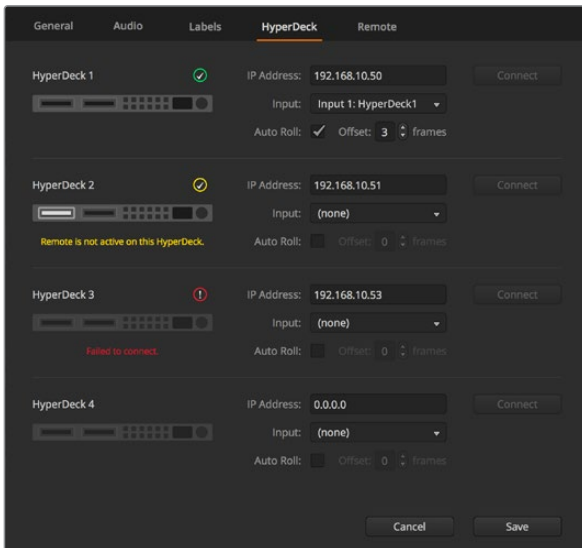 General Audio Labels HyperDeck Remote
HyperDeck 1
IP Address: 192.168.10.50 Connect
Input: Input 1: HyperDeck1
Auto Roll: Offset: 3 frames
HyperDeck 2
IP Address: 192.168.10.51 Connect
Input: (none)
Remote is not active on this HyperDeck.
Auto Roll: Offset: 0 frames
HyperDeck 3
IP Address: 192.168.10.53 Connect
Input: (none)
Failed to connect.
Auto Roll: Offset: 0 frames
HyperDeck 4
IP Address: 0.0.0.0 Connect
Input: (none)
Auto Roll: Offset: 0 frames
Cancel Save